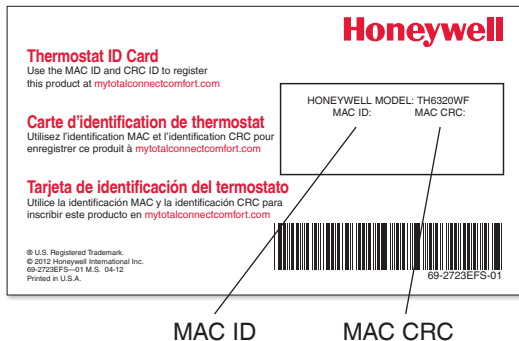 Honeywell
Thermostat ID Card
Use the MAC ID and CRC ID to register
this product at mytotalconnectcomfort.com
HONEYWELL MODEL: TH6320WF
MAC ID: MAC CRC:
Carte d'identification de thermostat
Utilisez l'identification MAC et l'identification CRC pour
enregistrer ce produit à mytotalconnectcomfort.com
Tarjeta de identificación del termostato
Utilice la identificación MAC y la identificación CRC para
inscribir este producto en mytotalconnectcomfort.com
® U.S. Registered Trademark.
© 2012 Honeywell International Inc.
69-2723EFS—01 M.S. 04-12
Printed in U.S.A.
69-2723EFS-01
MAC ID MAC CRC